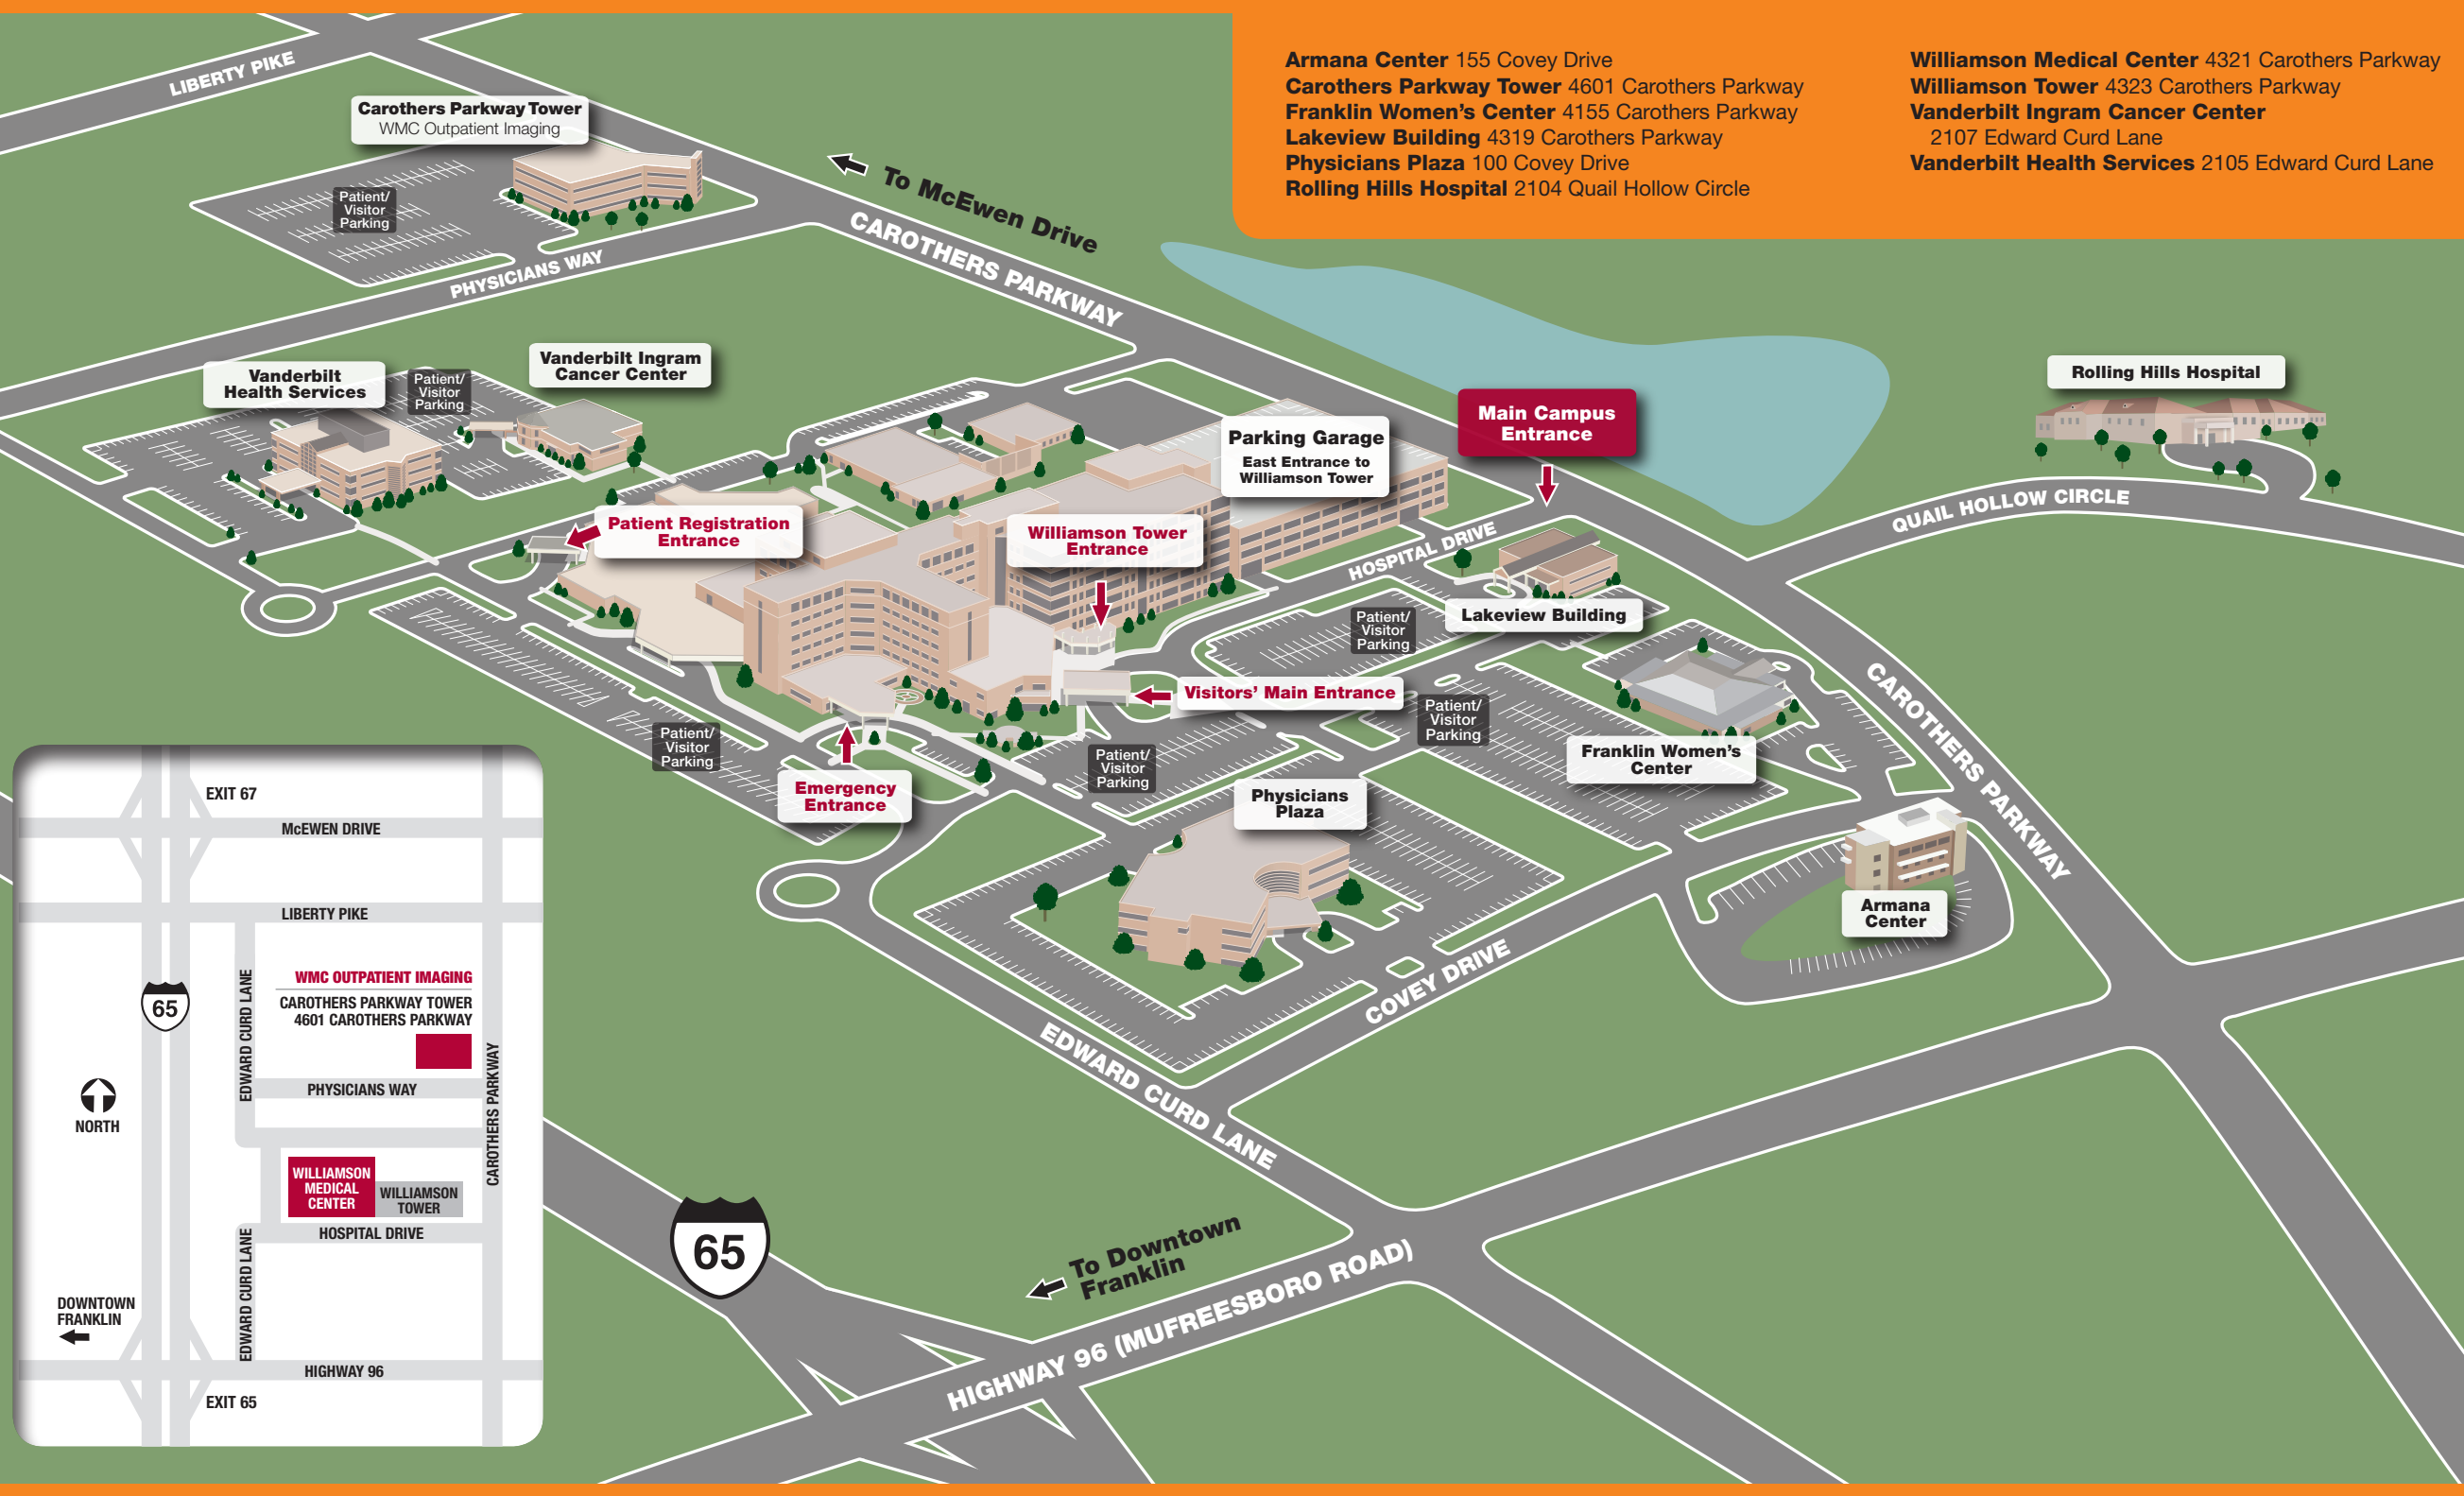 Armana Center 155 Covey Drive
Carothers Parkway Tower 4601 Carothers Parkway
Franklin Women's Center 4155 Carothers Parkway
Lakeview Building 4319 Carothers Parkway
Physicians Plaza 100 Covey Drive
Rolling Hills Hospital 2104 Quail Hollow Circle
Williamson Medical Center 4321 Carothers Parkway
Williamson Tower 4323 Carothers Parkway
Vanderbilt Ingram Cancer Center
2107 Edward Curd Lane
Vanderbilt Health Services 2105 Edward Curd Lane
LIBERTY PIKE
Carothers Parkway Tower
WMC Outpatient Imaging
Patient/
Visitor
Parking
To McEwen Drive
CAROTHERS PARKWAY
PHYSICIANS WAY
Vanderbilt
Health Services
Patient/
Visitor
Parking
Vanderbilt Ingram
Cancer Center
Parking Garage
East Entrance to
Williamson Tower
Main Campus
Entrance
Rolling Hills Hospital
QUAIL HOLLOW CIRCLE
Patient Registration
Entrance
Williamson Tower
Entrance
HOSPITAL DRIVE
Lakeview Building
Patient/
Visitor
Parking
Visitors' Main Entrance
Patient/
Visitor
Parking
CAROTHERS PARKWAY
Patient/
Visitor
Parking
Patient/
Visitor
Parking
Franklin Women's
Center
Emergency
Entrance
Physicians
Plaza
Armana
Center
COVEY DRIVE
EDWARD CURD LANE
65
To Downtown
Franklin
HIGHWAY 96 (MUFREESBORO ROAD)
EXIT 67
McEWEN DRIVE
LIBERTY PIKE
EDWARD CURD LANE
WMC OUTPATIENT IMAGING
CAROTHERS PARKWAY TOWER
4601 CAROTHERS PARKWAY
65
CAROTHERS PARKWAY
PHYSICIANS WAY
NORTH
WILLIAMSON
MEDICAL
CENTER
WILLIAMSON
TOWER
HOSPITAL DRIVE
EDWARD CURD LANE
DOWNTOWN
FRANKLIN
HIGHWAY 96
EXIT 65